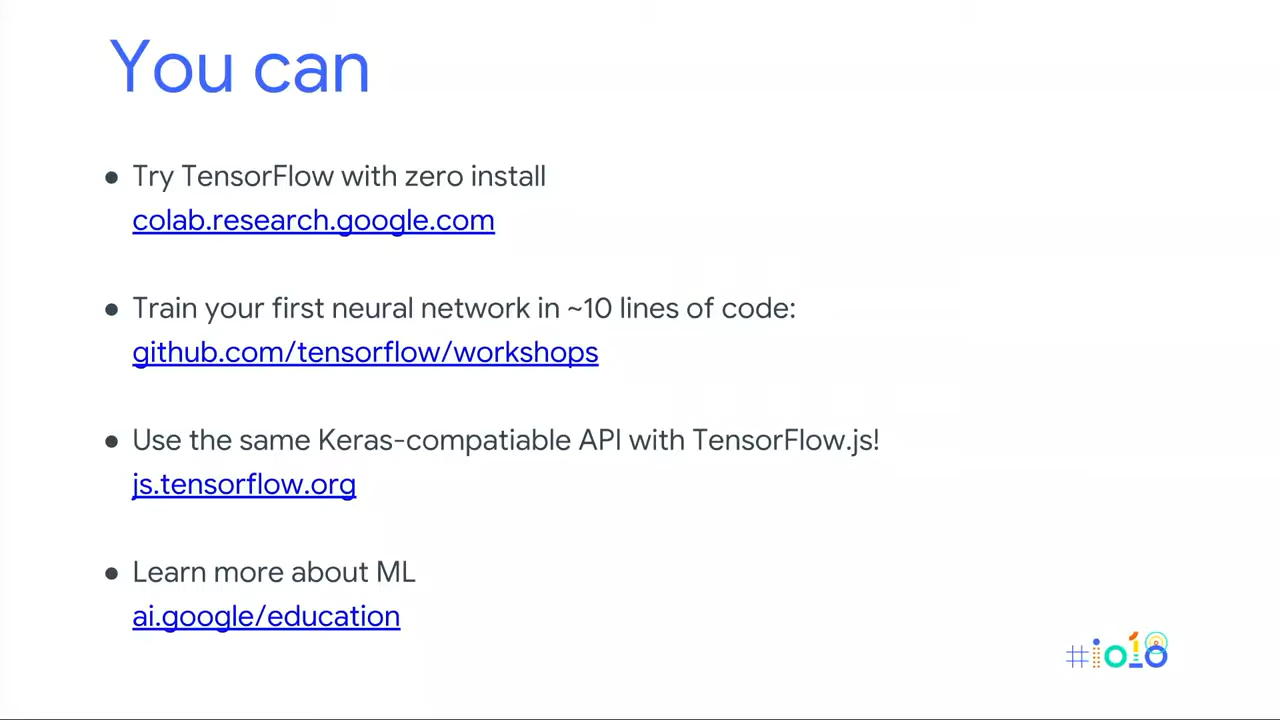 You can
● Try TensorFlow with zero install
colab.research.google.com
● Train your first neural network in ~10 lines of code:
github.com/tensorflow/workshops
● Use the same Keras-compatiable API with TensorFlow.js!
js.tensorflow.org
● Learn more about ML
ai.google/education
#io18